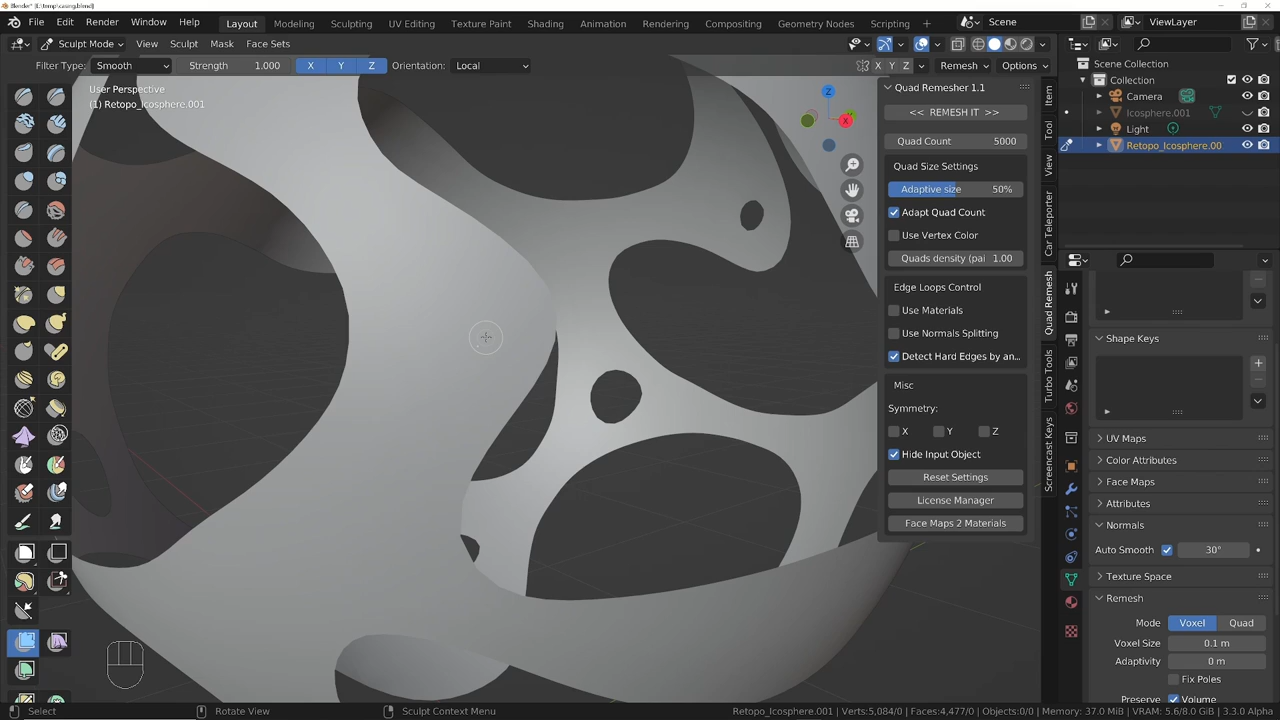 Blender* [E:\temp\casung.blend]
File Edit Render Window Help Layout Modeling Sculpting UV Editing Texture Paint Shading Animation Rendering Compositing Geometry Nodes Scripting + Scene ViewLayer
Sculpt Mode View Sculpt Mask Face Sets
Filter Type: Smooth Strength 1.000 X Y Z Orientation: Local X Y Z Remesh Options
User Perspective
(1) Retopo_Icosphere.001
Z
X
Quad Remesher 1.1
<< REMESH IT >>
Quad Count 5000
Quad Size Settings
Adaptive size 50%
Adapt Quad Count
Use Vertex Color
Quads density (pai 1.00
Edge Loops Control
Use Materials
Use Normals Splitting
Detect Hard Edges by an...
Misc
Symmetry:
X Y Z
Hide Input Object
Reset Settings
License Manager
Face Maps 2 Materials
Item
Tool
View
Car Teleporter
Quad Remesh
Turbo Tools
Screencast Keys
Scene Collection
Collection
Camera
Icosphere.001
Light
Retopo_Icosphere.00
Shape Keys
UV Maps
Color Attributes
Face Maps
Attributes
Normals
Auto Smooth 30°
Texture Space
Remesh
Mode Voxel Quad
Voxel Size 0.1 m
Adaptivity 0 m
Fix Poles
Preserve Volume
Select Rotate View Sculpt Context Menu Retopo_Icosphere.001 | Verts:5,084/0 | Faces:4,477/0 | Objects:0/0 | Memory: 37.0 MiB | VRAM: 5.6/8.0 GiB | 3.3.0 Alpha